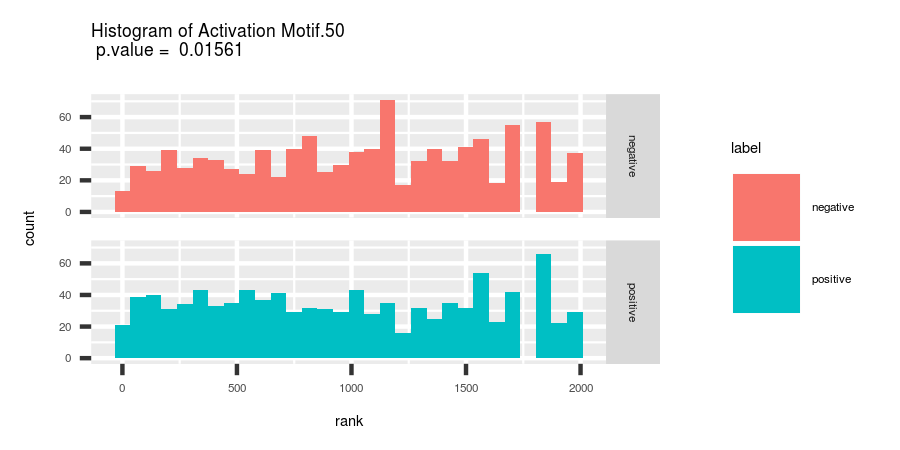 Histogram of Activation Motif.50
p.value = 0.01561
count
60
40
20
0
negative
60
40
20
0
positive
0 500 1000 1500 2000
rank
label
negative
positive